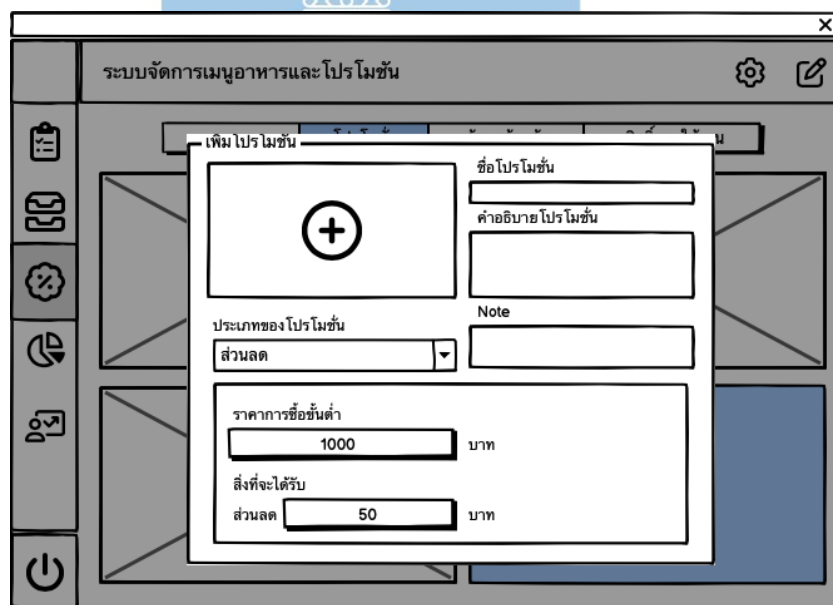 ระบบจัดการเมนูอาหารและโปรโมชัน
เพิ่มโปรโมชัน
ชื่อโปรโมชั่น
คำอธิบายโปรโมชั่น
Note
ประเภทของโปรโมชั่น
ส่วนลด
ราคาการซื้อขั้นต่ำ
1000 บาท
สิ่งที่จะได้รับ
ส่วนลด 50 บาท